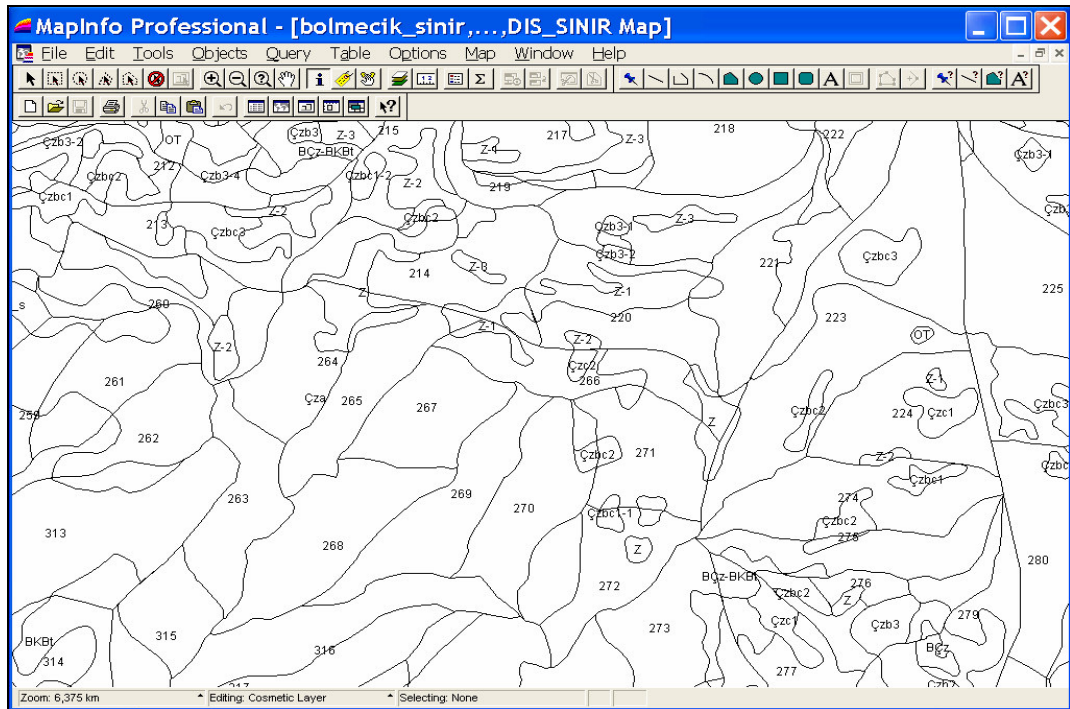 MapInfo Professional - [bolmecik_sinir,...,DIS_SINIR Map]
File Edit Tools Objects Query Table Options Map Window Help
Çzb3-2 OT Çzb3 Z-3 215 217 Z-3 218 222
BÇz-BKBt Z-1 Çzb3-1
Çzbc2 212 Çzb3-4 Çzbc1-2 Z-2 219
Çzbc1 Çzb3
213 Z-2 Çzbc3 Çzbc2 Çzb3-1 Z-3
Çzb3-2 Çzbc3
214 Z-3 221
260 Z Z-1 225
_s 220 223
Z-1 OT
Z-2 264 Z-2
Çzc2
261 266 Z-1
Çza 265 267 Çzbc2 224 Çzc1 Çzbc3
259 Z
262 Çzbc2 271 Z-2
Çzbc
263 269 270 274 Çzbc1
Çzbc1-1 Çzbc2
313 268 Z 275
280
272 BÇz-BKBt Çzbc2 276
Z
315 273 Çzc1 Çzb3 279
BKBt 316 BÇz
314 277
317
Zoom: 6,375 km Editing: Cosmetic Layer Selecting: None